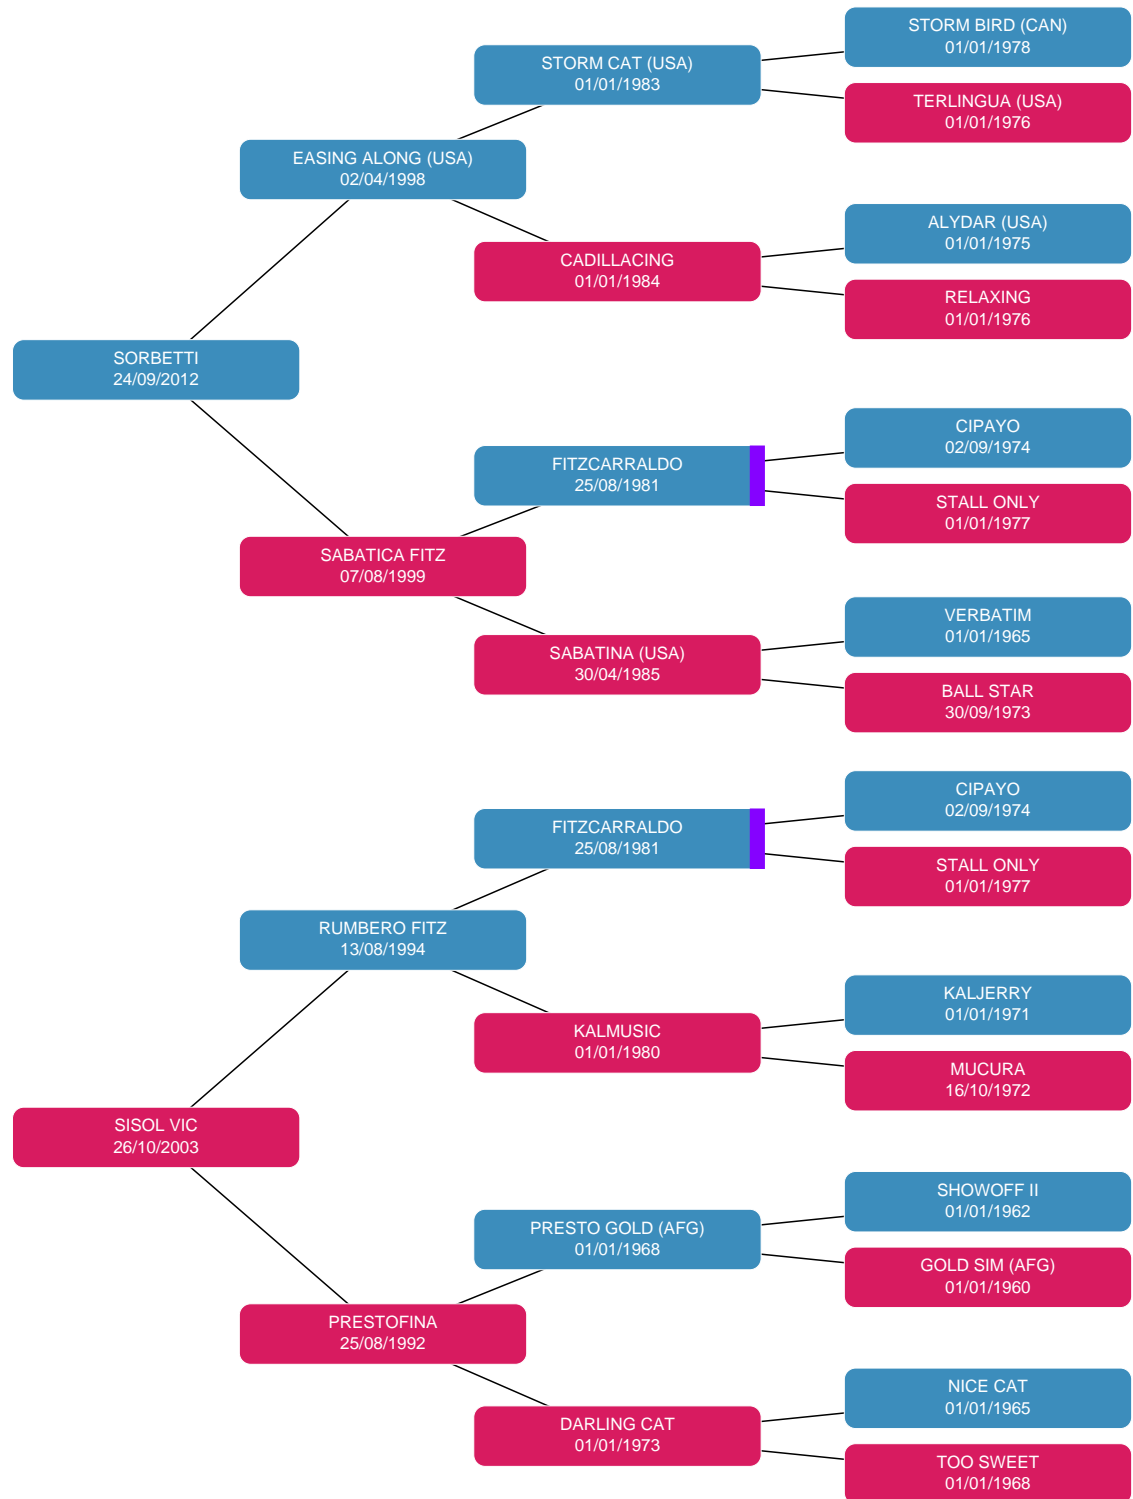 STORM BIRD (CAN)
01/01/1978
STORM CAT (USA)
01/01/1983
TERLINGUA (USA)
01/01/1976
EASING ALONG (USA)
02/04/1998
ALYDAR (USA)
01/01/1975
CADILLACING
01/01/1984
RELAXING
01/01/1976
SORBETTI
24/09/2012
CIPAYO
02/09/1974
FITZCARRALDO
25/08/1981
STALL ONLY
01/01/1977
SABATICA FITZ
07/08/1999
VERBATIM
01/01/1965
SABATINA (USA)
30/04/1985
BALL STAR
30/09/1973
CIPAYO
02/09/1974
FITZCARRALDO
25/08/1981
STALL ONLY
01/01/1977
RUMBERO FITZ
13/08/1994
KALJERRY
01/01/1971
KALMUSIC
01/01/1980
MUCURA
16/10/1972
SISOL VIC
26/10/2003
SHOWOFF II
01/01/1962
PRESTO GOLD (AFG)
01/01/1968
GOLD SIM (AFG)
01/01/1960
PRESTOFINA
25/08/1992
NICE CAT
01/01/1965
DARLING CAT
01/01/1973
TOO SWEET
01/01/1968